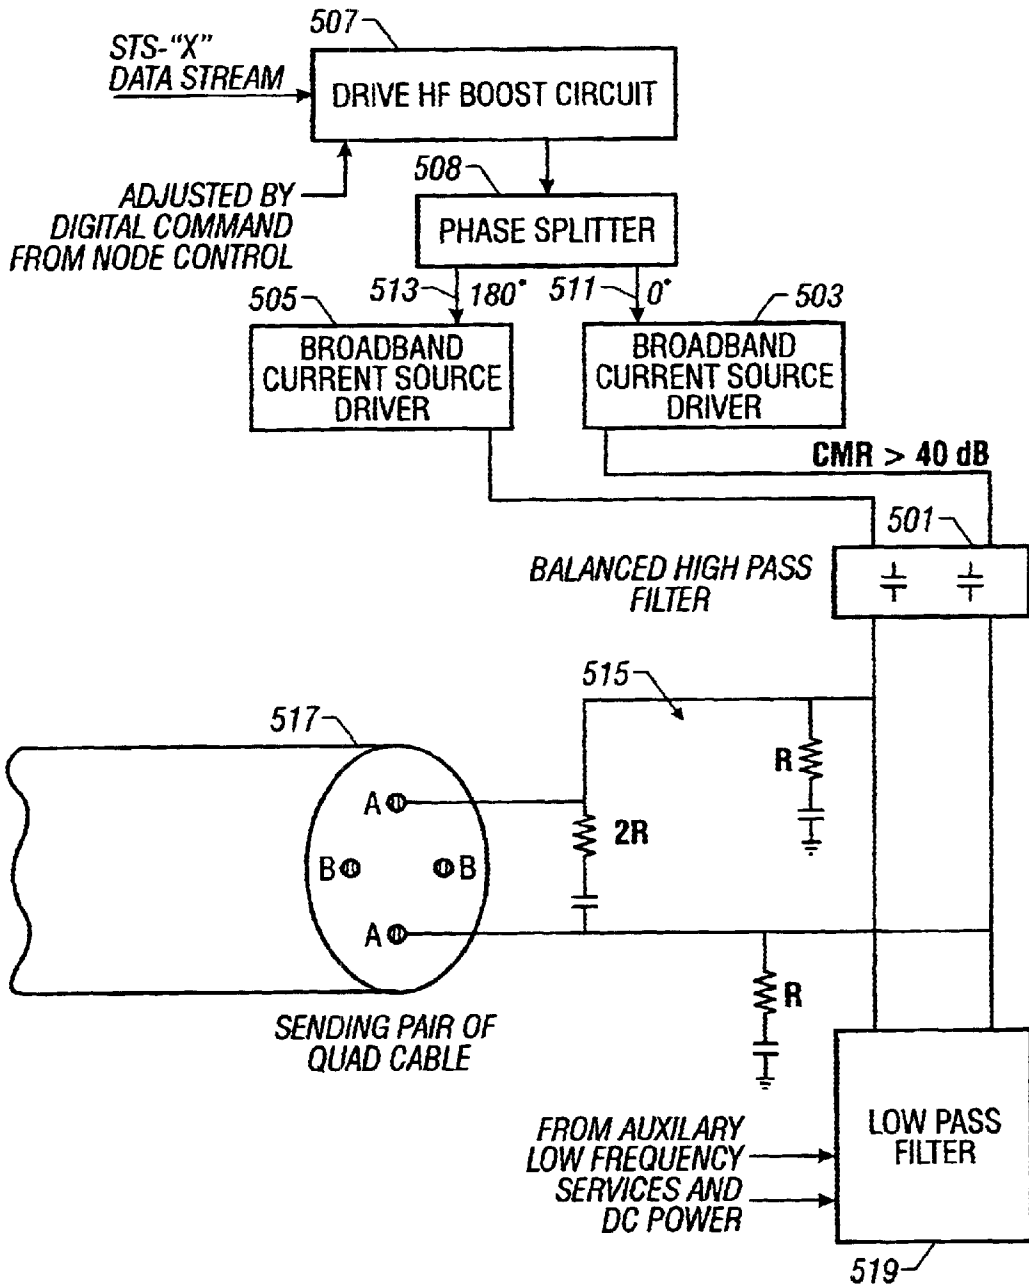 507
STS-“X”
DATA STREAM
DRIVE HF BOOST CIRCUIT
508
ADJUSTED BY
DIGITAL COMMAND
FROM NODE CONTROL
PHASE SPLITTER
513
180°
511
0°
505
503
BROADBAND
CURRENT SOURCE
DRIVER
BROADBAND
CURRENT SOURCE
DRIVER
CMR > 40 dB
501
BALANCED HIGH PASS
FILTER
515
517
R
A
2R
B
B
A
R
SENDING PAIR OF
QUAD CABLE
LOW PASS
FILTER
FROM AUXILARY
LOW FREQUENCY
SERVICES AND
DC POWER
519